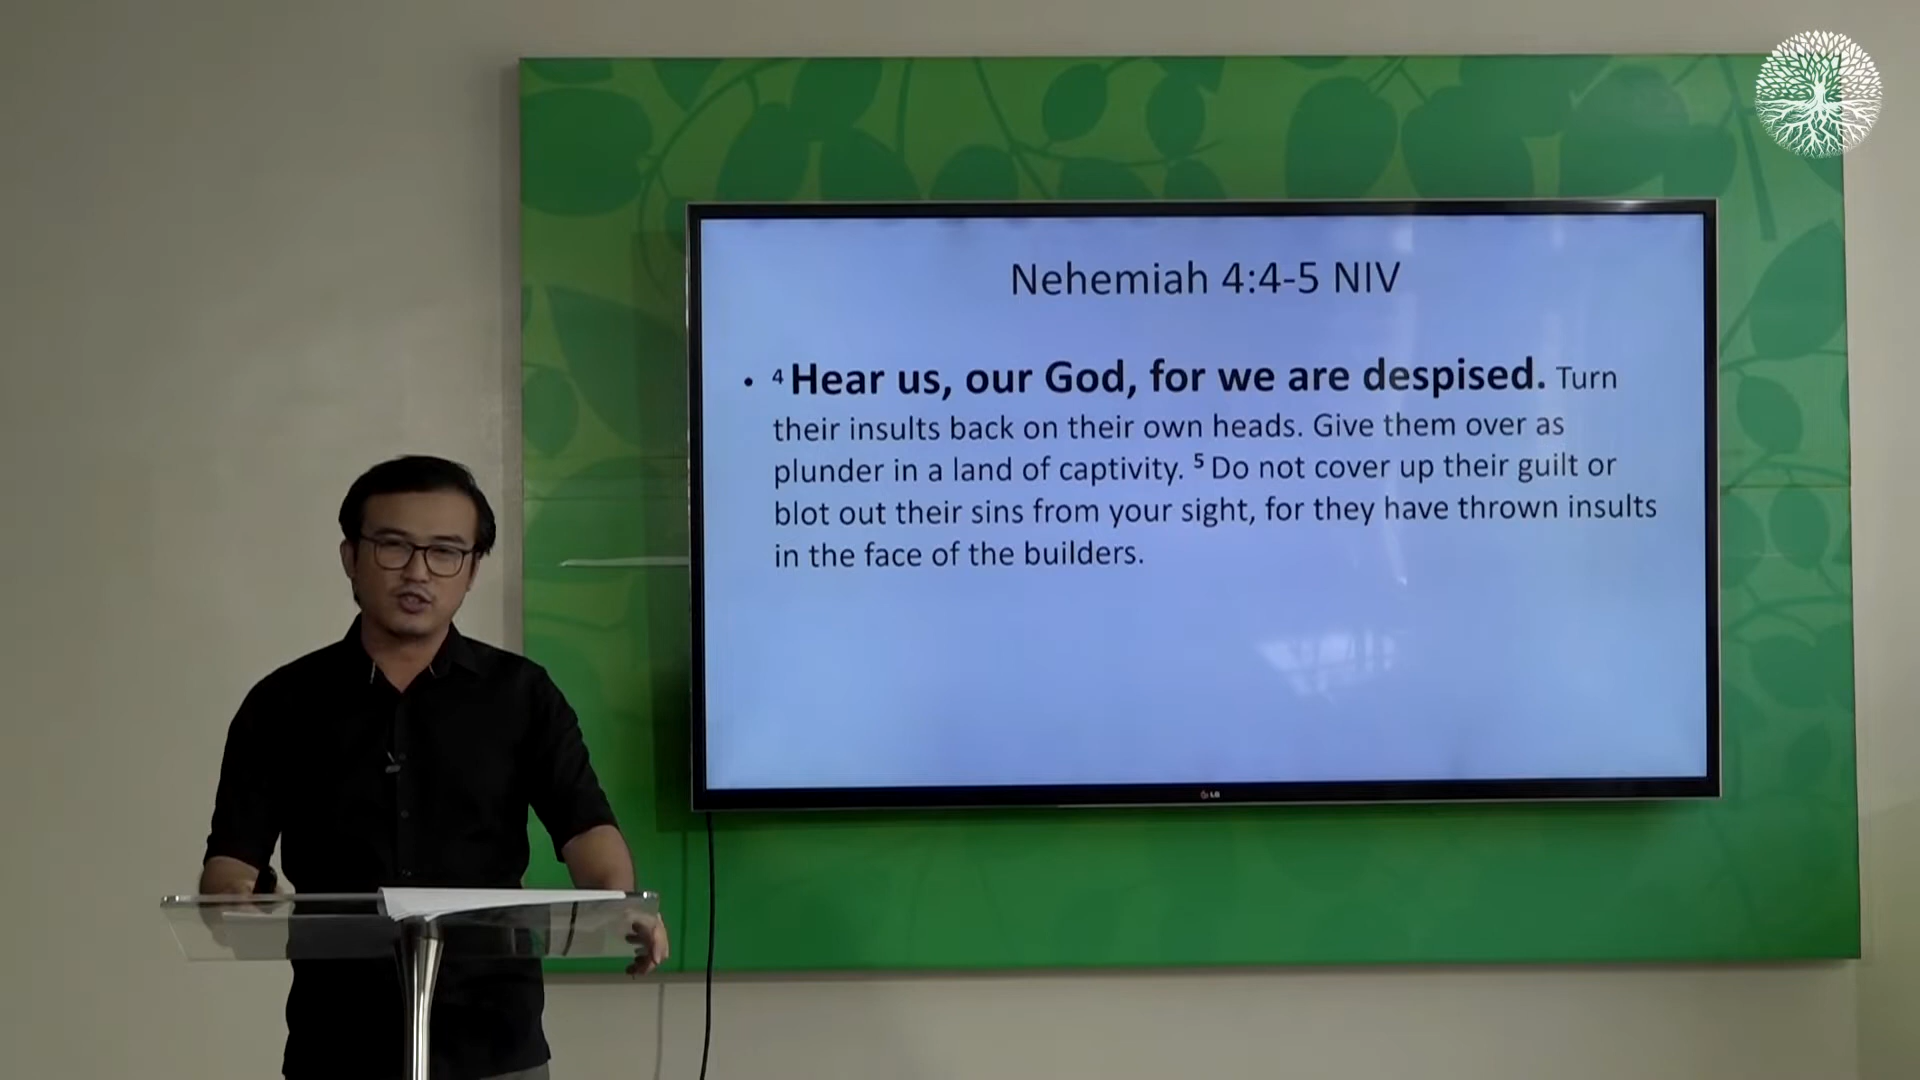 Nehemiah 4:4-5 NIV
• ⁴ Hear us, our God, for we are despised. Turn
their insults back on their own heads. Give them over as
plunder in a land of captivity. ⁵ Do not cover up their guilt or
blot out their sins from your sight, for they have thrown insults
in the face of the builders.
LG